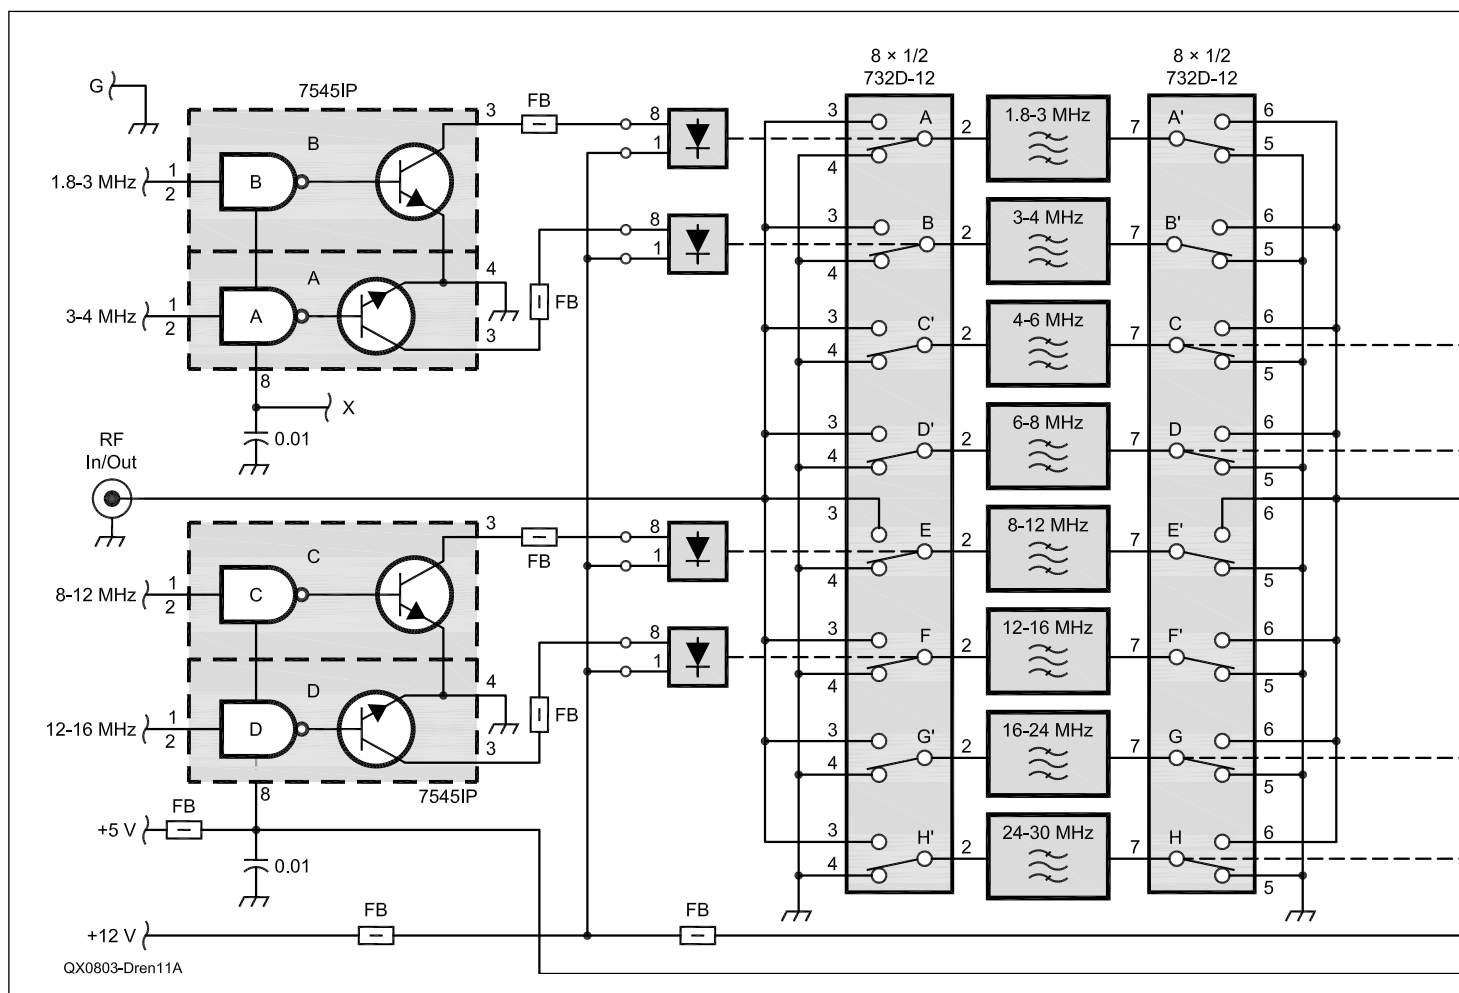 8 × 1/2
732D-12
8 × 1/2
732D-12
G
7545IP
3
FB
8
1
B
B
1.8-3 MHz
1
2
4
A
A
3-4 MHz
1
2
3
FB
8
1
8
X
0.01
RF
In/Out
3
FB
8
1
C
C
8-12 MHz
1
2
4
D
D
12-16 MHz
1
2
3
FB
8
1
8
7545IP
FB
+5 V
0.01
FB
FB
+12 V
QX0803-Dren11A
3
A
4
2
1.8-3 MHz
7
A'
6
5
3
B
4
2
3-4 MHz
7
B'
6
5
3
C'
4
2
4-6 MHz
7
C
6
5
3
D'
4
2
6-8 MHz
7
D
6
5
3
E
4
2
8-12 MHz
7
E'
6
5
3
F
4
2
12-16 MHz
7
F'
6
5
3
G'
4
2
16-24 MHz
7
G
6
5
3
H'
4
2
24-30 MHz
7
H
6
5